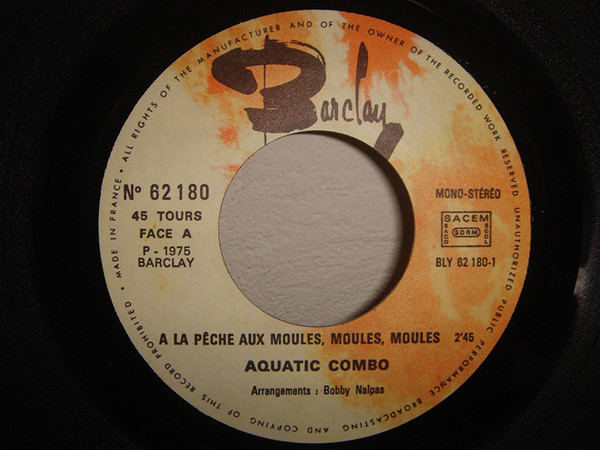 • MADE IN FRANCE • ALL RIGHTS OF THE MANUFACTURER AND OF THE OWNER OF THE RECORDED WORK RESERVED UNAUTHORIZED PUBLIC PERFORMANCE BROADCASTING AND COPYING OF THIS RECORD PROHIBITED
Barclay
N° 62180
45 TOURS
FACE A
P - 1975
BARCLAY
MONO-STÉRÉO
SACEM
SACD
SDRM
SGDL
BLY 62 180-1
A LA PÊCHE AUX MOULES, MOULES, MOULES 2'45
AQUATIC COMBO
Arrangements : Bobby Nalpas